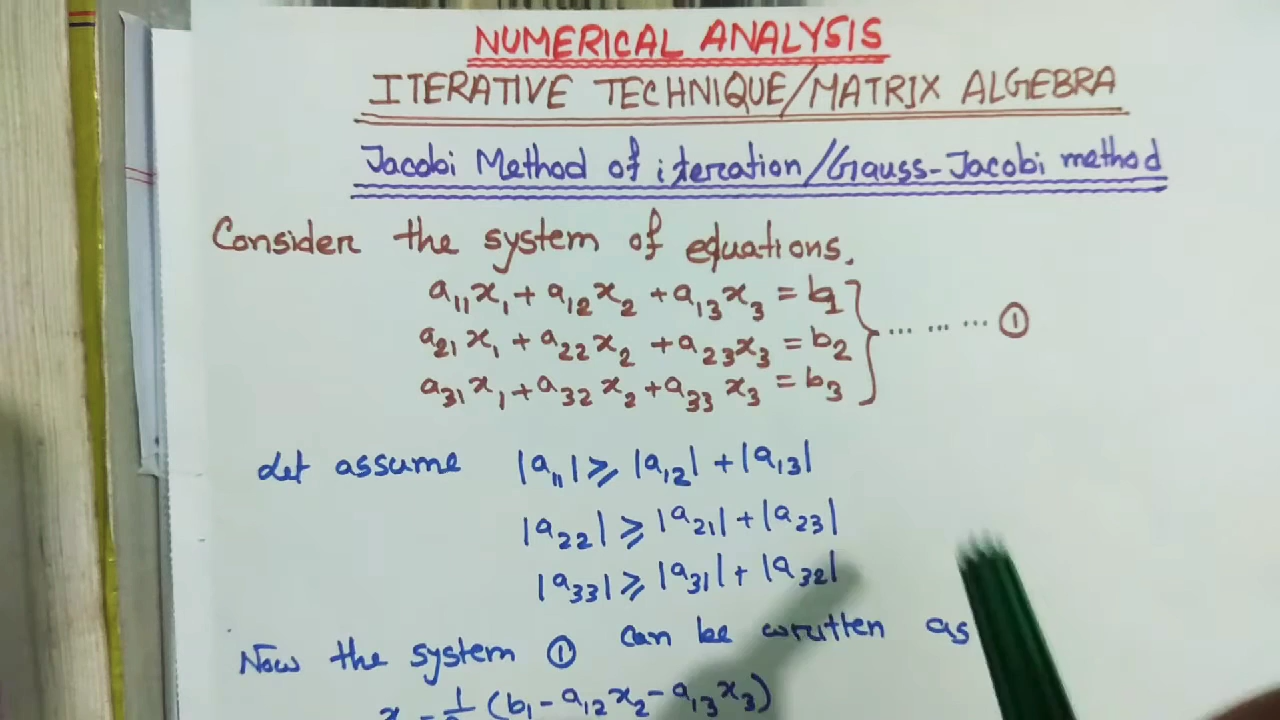 NUMERICAL ANALYSIS
ITERATIVE TECHNIQUE/MATRIX ALGEBRA
Jacobi Method of iteration/Gauss-Jacobi method
Consider the system of equations.
a₁₁x₁ + a₁₂x₂ + a₁₃x₃ = b₁
a₂₁x₁ + a₂₂x₂ + a₂₃x₃ = b₂ ... ... ... ①
a₃₁x₁ + a₃₂x₂ + a₃₃x₃ = b₃
Let assume |a₁₁| ≥ |a₁₂| + |a₁₃|
|a₂₂| ≥ |a₂₁| + |a₂₃|
|a₃₃| ≥ |a₃₁| + |a₃₂|
Now the system ① can be written as
(b₁ - a₁₂x₂ - a₁₃x₃)